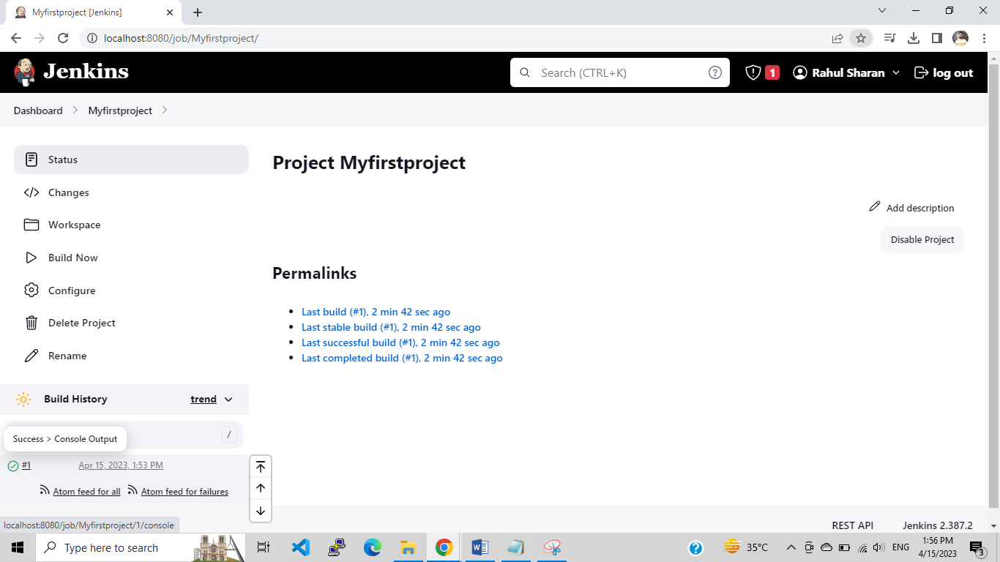 Myfirstproject [Jenkins]
localhost:8080/job/Myfirstproject/
Jenkins
Search (CTRL+K)
1
Rahul Sharan
log out
Dashboard
Myfirstproject
Status
Changes
Workspace
Build Now
Configure
Delete Project
Rename
Project Myfirstproject
Add description
Disable Project
Permalinks
Last build (#1), 2 min 42 sec ago
Last stable build (#1), 2 min 42 sec ago
Last successful build (#1), 2 min 42 sec ago
Last completed build (#1), 2 min 42 sec ago
Build History
trend
Success > Console Output
/
#1
Apr 15, 2023, 1:53 PM
Atom feed for all
Atom feed for failures
localhost:8080/job/Myfirstproject/1/console
REST API
Jenkins 2.387.2
Type here to search
35°C
ENG
1:56 PM
4/15/2023
3